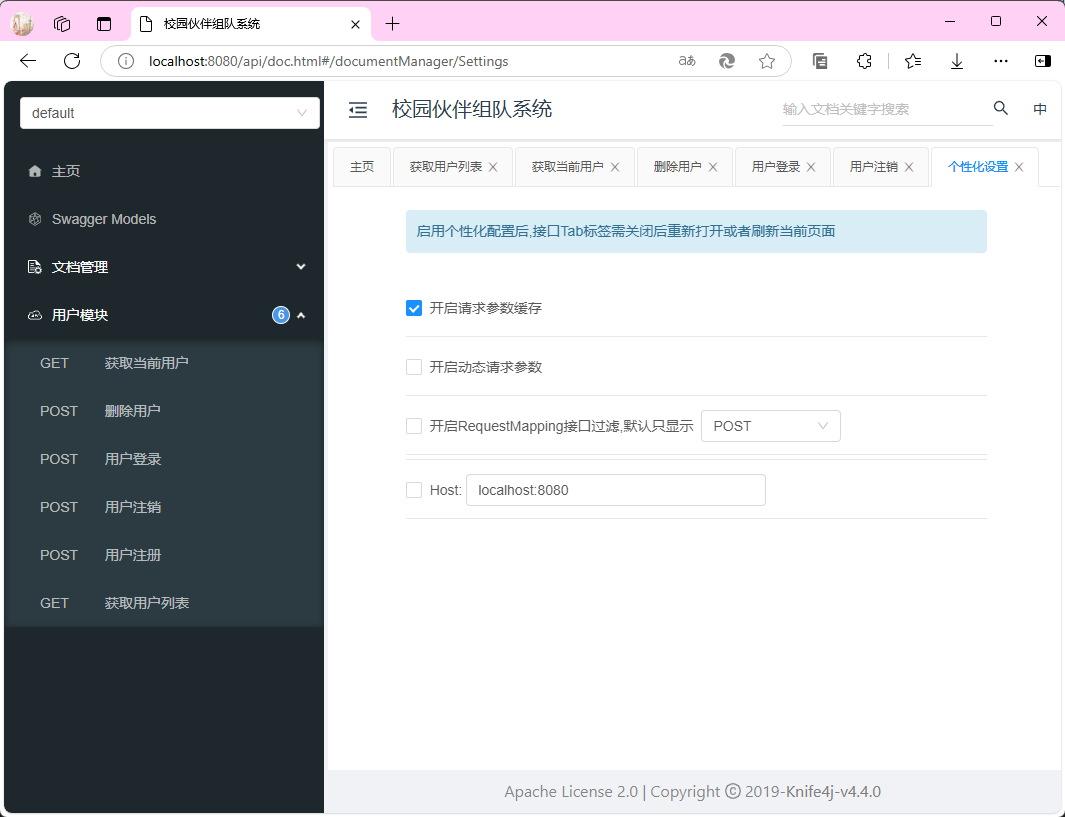 校园伙伴组队系统
localhost:8080/api/doc.html#/documentManager/Settings
aあ
default
校园伙伴组队系统
输入文档关键字搜索
中
主页
获取用户列表
获取当前用户
删除用户
用户登录
用户注销
个性化设置
主页
Swagger Models
文档管理
用户模块 6
GET 获取当前用户
POST 删除用户
POST 用户登录
POST 用户注销
POST 用户注册
GET 获取用户列表
启用个性化配置后,接口Tab标签需关闭后重新打开或者刷新当前页面
开启请求参数缓存
开启动态请求参数
开启RequestMapping接口过滤,默认只显示 POST
Host: localhost:8080
Apache License 2.0 | Copyright © 2019-Knife4j-v4.4.0